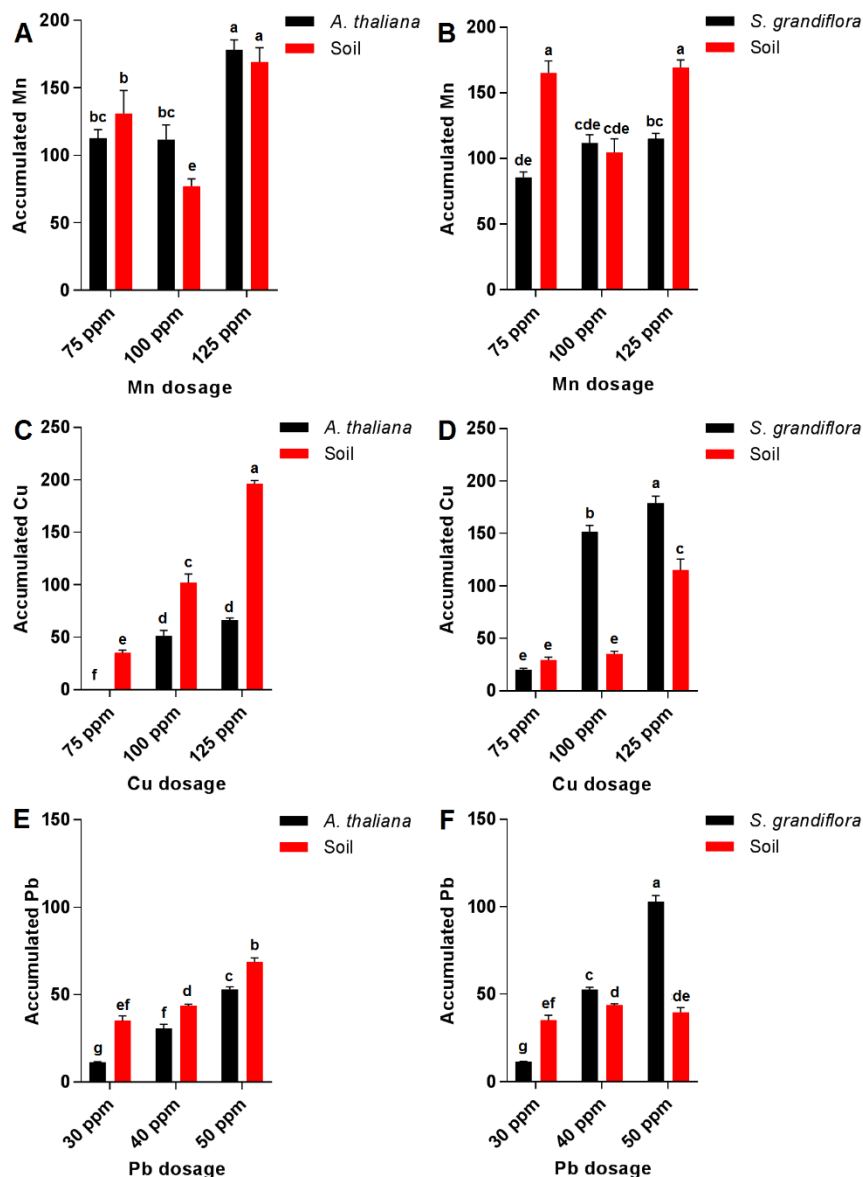 A
A. thaliana
Soil
Accumulated Mn
200
150
100
50
0
bc
b
bc
e
a
a
75 ppm
100 ppm
125 ppm
Mn dosage
B
S. grandiflora
Soil
Accumulated Mn
200
150
100
50
0
de
a
cde
cde
bc
a
75 ppm
100 ppm
125 ppm
Mn dosage
C
A. thaliana
Soil
Accumulated Cu
250
200
150
100
50
0
f
e
d
c
d
a
75 ppm
100 ppm
125 ppm
Cu dosage
D
S. grandiflora
Soil
Accumulated Cu
250
200
150
100
50
0
e
e
b
e
a
c
75 ppm
100 ppm
125 ppm
Cu dosage
E
A. thaliana
Soil
Accumulated Pb
150
100
50
0
g
ef
f
d
c
b
30 ppm
40 ppm
50 ppm
Pb dosage
F
S. grandiflora
Soil
Accumulated Pb
150
100
50
0
g
ef
c
d
a
de
30 ppm
40 ppm
50 ppm
Pb dosage